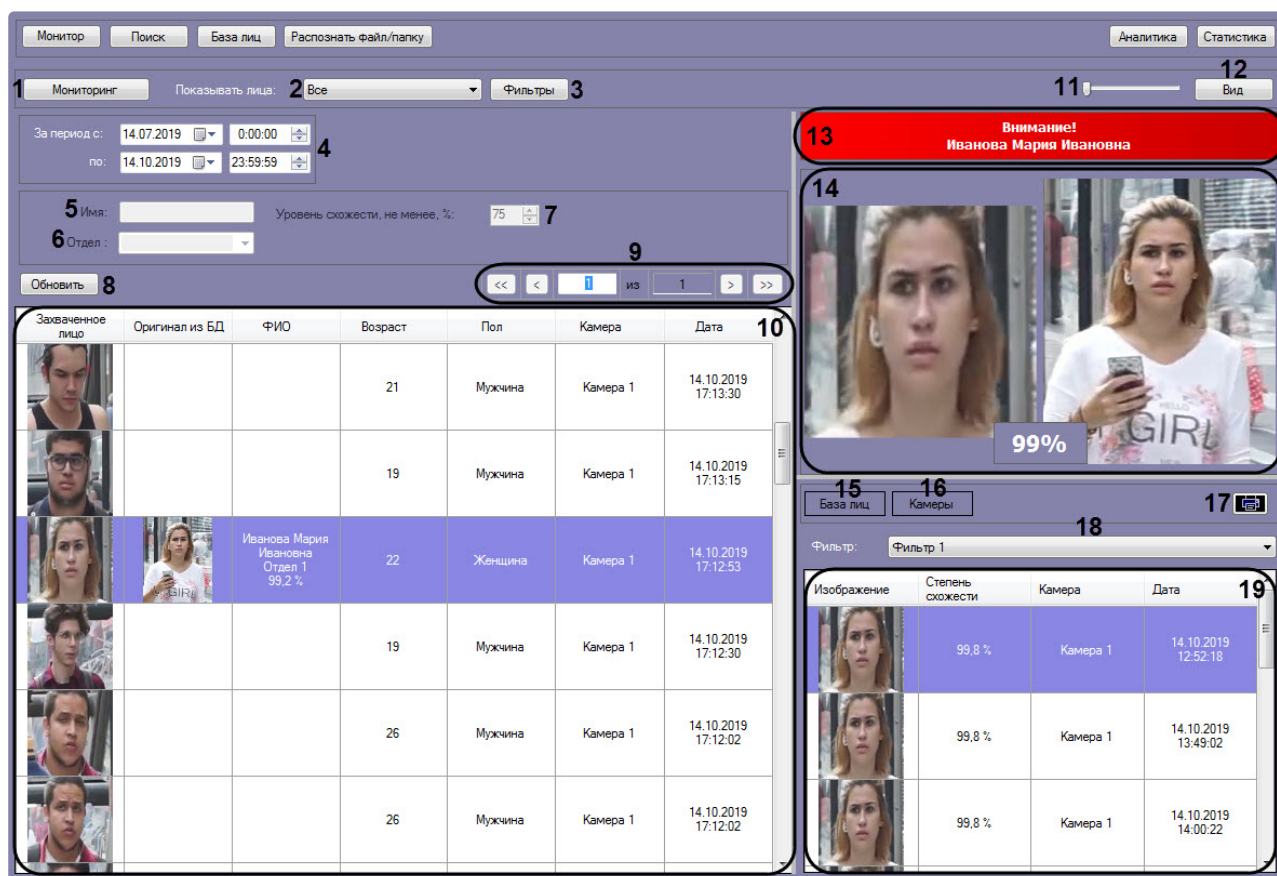 Монитор
Поиск
База лиц
Распознать файл/папку
Аналитика
Статистика
1 Мониторинг
Показывать лица: 2 Все
Фильтры 3
11
12
Вид
За период с: 14.07.2019 0:00:00
4
по: 14.10.2019 23:59:59
13
Внимание!
Иванова Мария Ивановна
14
5 Имя:
Уровень схожести, не менее, %: 75 7
6 Отдел :
9
Обновить 8
<< < 1 из 1 > >>
Захваченное лицо
Оригинал из БД
ФИО
Возраст
Пол
Камера
Дата
10
21 Мужчина Камера 1 14.10.2019 17:13:30
19 Мужчина Камера 1 14.10.2019 17:13:15
Иванова Мария
Ивановна
Отдел 1
99,2 %
22 Женщина Камера 1 14.10.2019 17:12:53
19 Мужчина Камера 1 14.10.2019 17:12:30
26 Мужчина Камера 1 14.10.2019 17:12:02
26 Мужчина Камера 1 14.10.2019 17:12:02
HELLO
GIRL
99%
15
База лиц
16
Камеры
17
18
Фильтр: Фильтр 1
Изображение
Степень схожести
Камера
Дата
19
99,8 % Камера 1 14.10.2019 12:52:18
99,8 % Камера 1 14.10.2019 13:49:02
99,8 % Камера 1 14.10.2019 14:00:22